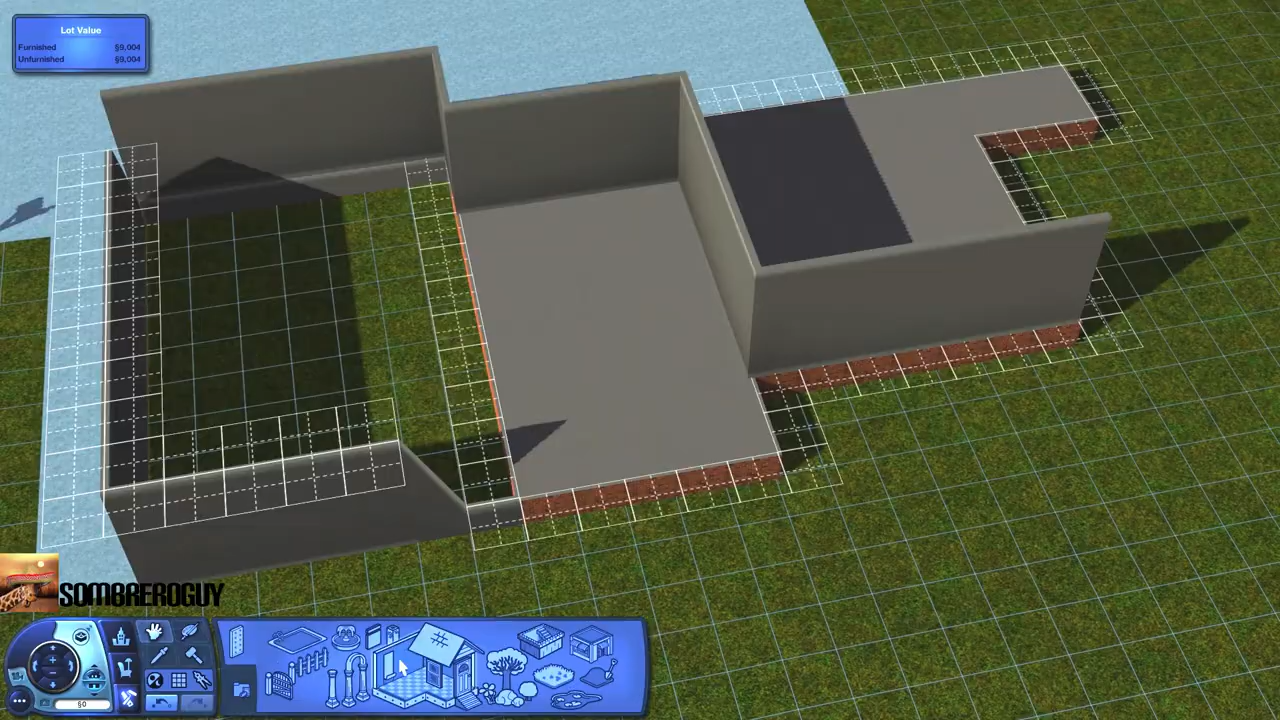 Lot Value
Furnished §9,004
Unfurnished §9,004
SOMBREROGUY
§0